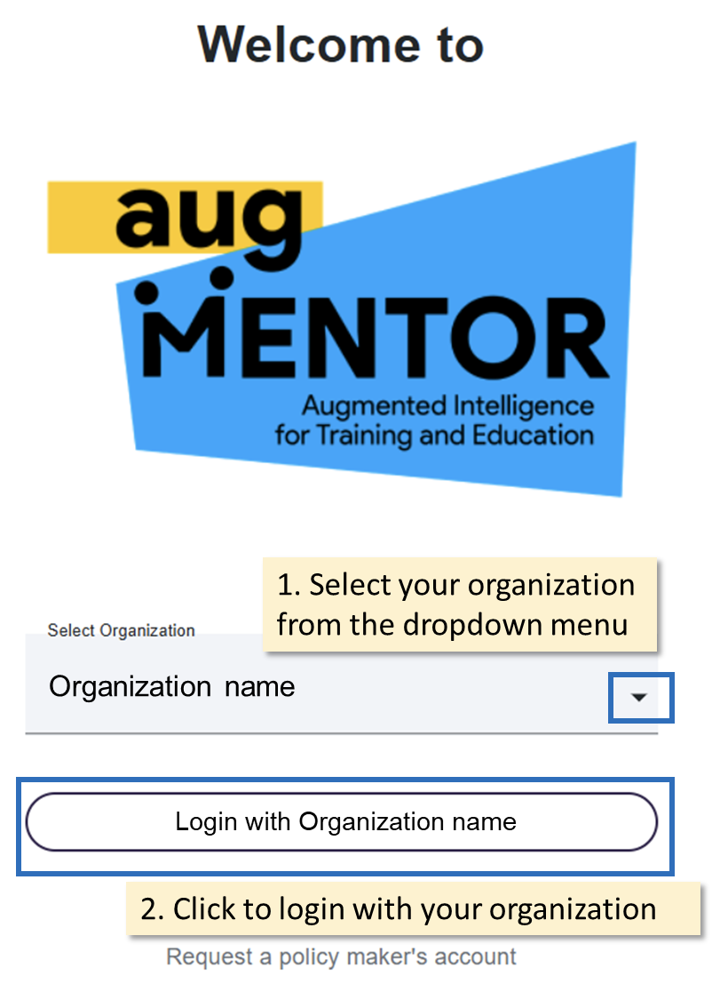 Welcome to
aug
MENTOR
Augmented Intelligence
for Training and Education
1. Select your organization
from the dropdown menu
Select Organization
Organization name
Login with Organization name
2. Click to login with your organization
Request a policy maker's account